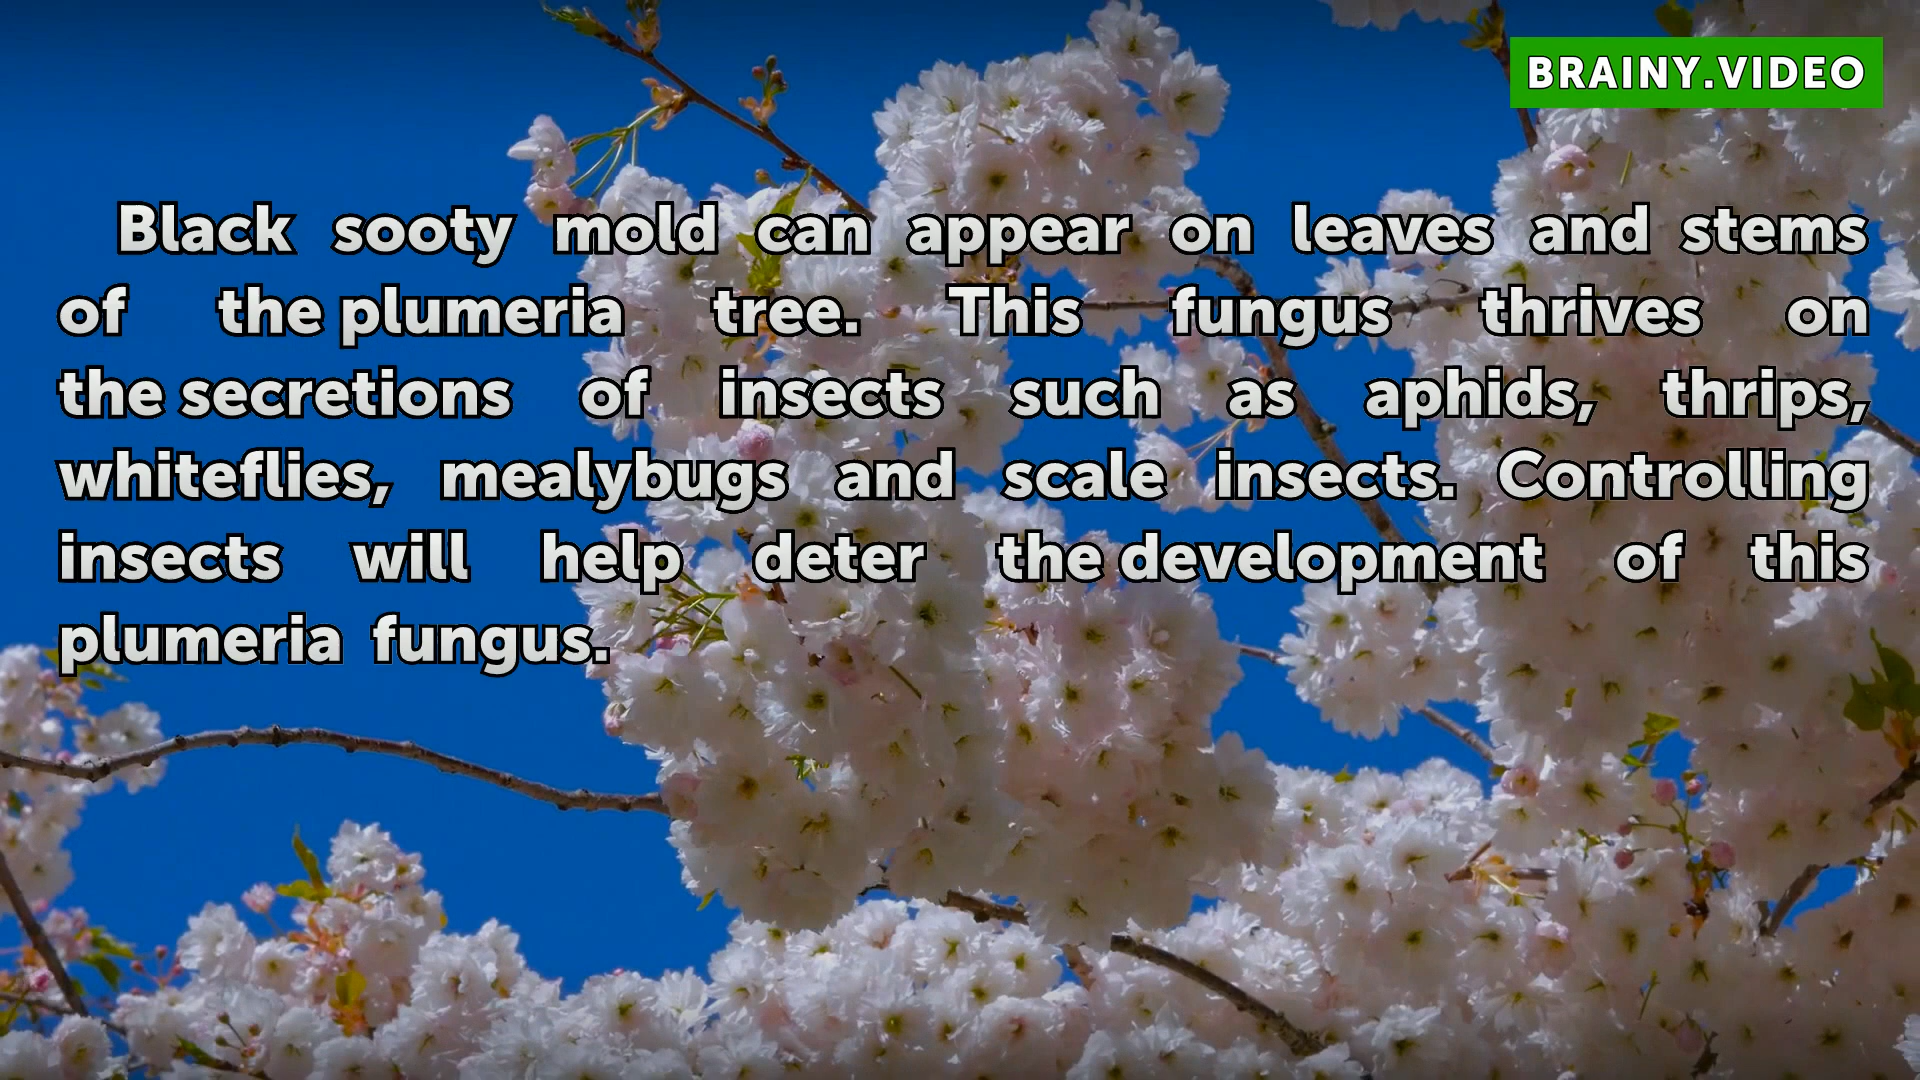 BRAINY.VIDEO
Black sooty mold can appear on leaves and stems
of the plumeria tree. This fungus thrives on
the secretions of insects such as aphids, thrips,
whiteflies, mealybugs and scale insects. Controlling
insects will help deter the development of this
plumeria fungus.